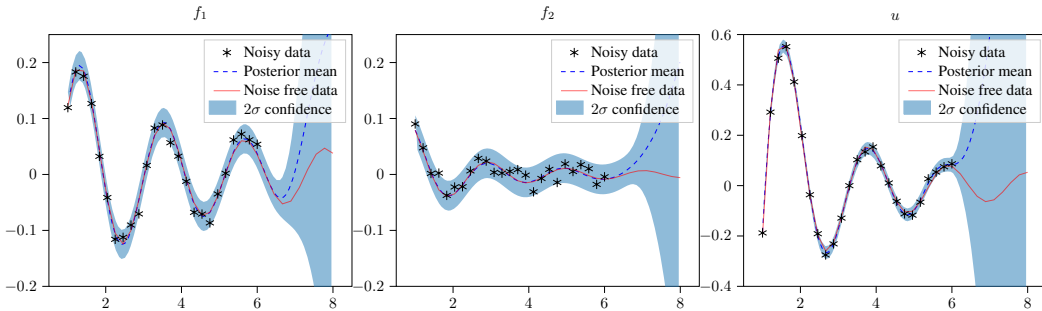 f₁
0.2
0.1
0
−0.1
−0.2
2
4
6
8
Noisy data
Posterior mean
Noise free data
2σ confidence
f₂
0.2
0.1
0
−0.1
−0.2
2
4
6
8
Noisy data
Posterior mean
Noise free data
2σ confidence
u
0.6
0.4
0.2
0.0
−0.2
−0.4
2
4
6
8
Noisy data
Posterior mean
Noise free data
2σ confidence